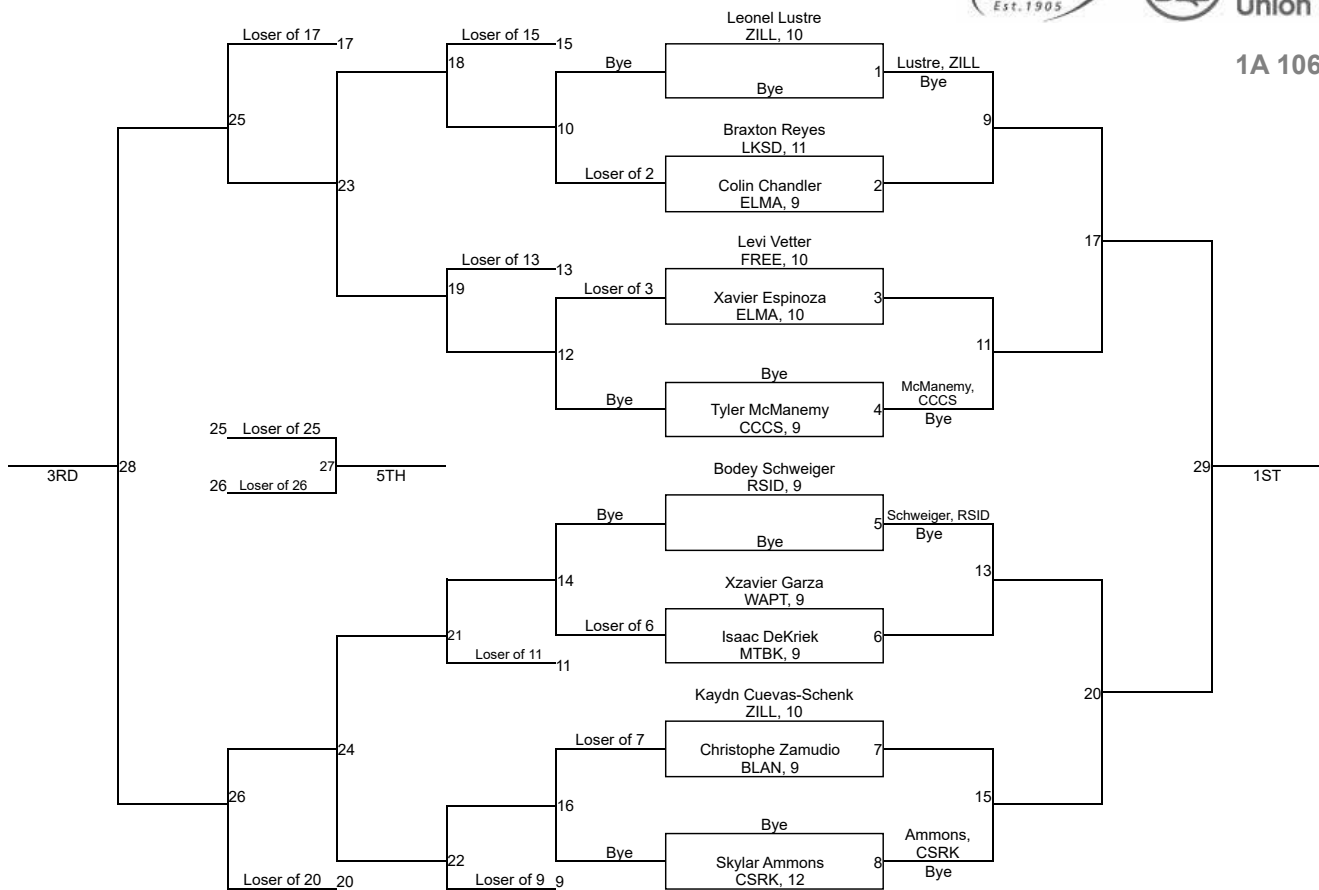 Est.1905
Union
1A 106
Leonel Lustre
ZILL, 10
Loser of 17
17
Loser of 15
15
18
Bye
1
Lustre, ZILL
Bye
Bye
25
10
9
Braxton Reyes
LKSD, 11
Loser of 2
Colin Chandler
ELMA, 9
2
23
Levi Vetter
FREE, 10
17
Loser of 13
13
19
Loser of 3
Xavier Espinoza
ELMA, 10
3
12
11
Bye
Bye
Tyler McManemy
CCCS, 9
4
McManemy,
CCCS
Bye
25
Loser of 25
3RD
28
27
5TH
26
Loser of 26
29
1ST
Bodey Schweiger
RSID, 9
Bye
5
Schweiger, RSID
Bye
Bye
14
13
Xzavier Garza
WAPT, 9
21
Loser of 6
Isaac DeKriek
MTBK, 9
6
Loser of 11
11
Kaydn Cuevas-Schenk
ZILL, 10
20
24
Loser of 7
Christophe Zamudio
BLAN, 9
7
26
16
15
Bye
22
Bye
Skylar Ammons
CSRK, 12
8
Ammons,
CSRK
Bye
Loser of 20
20
Loser of 9
9